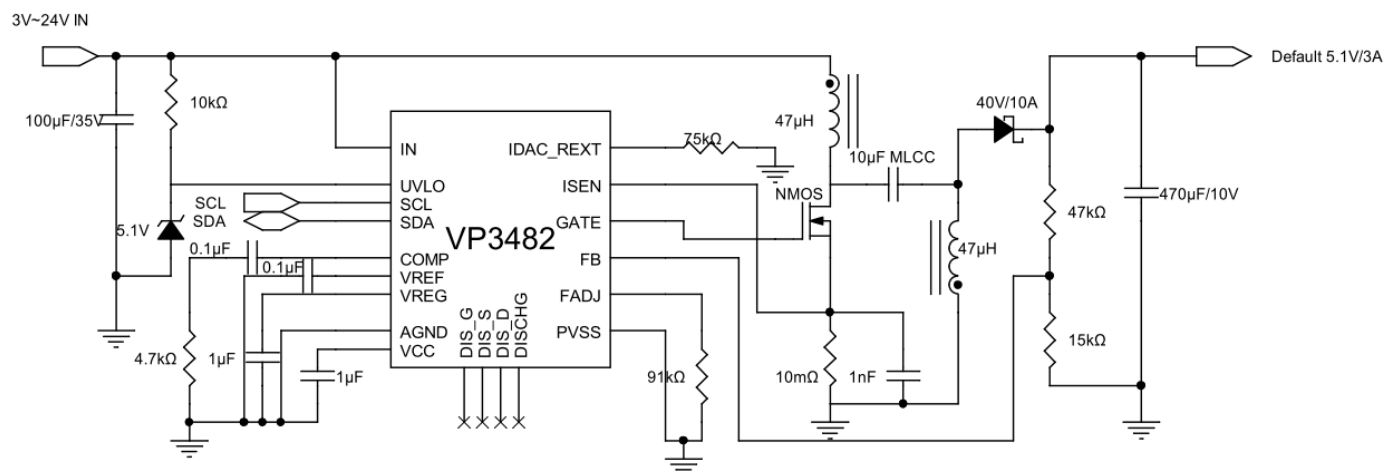 3V~24V IN
Default 5.1V/3A
10kΩ
100µF/35V
40V/10A
47µH
75kΩ
10µF MLCC
IN
IDAC_REXT
UVLO
ISEN
SCL
SCL
SDA
SDA
NMOS
GATE
470µF/10V
47kΩ
5.1V
VP3482
0.1µF
COMP
FB
47µH
0.1µF
VREF
VREG
FADJ
DIS_G
DIS_S
DIS_D
DISCHG
AGND
PVSS
VCC
15kΩ
4.7kΩ
1µF
1µF
91kΩ
10mΩ
1nF